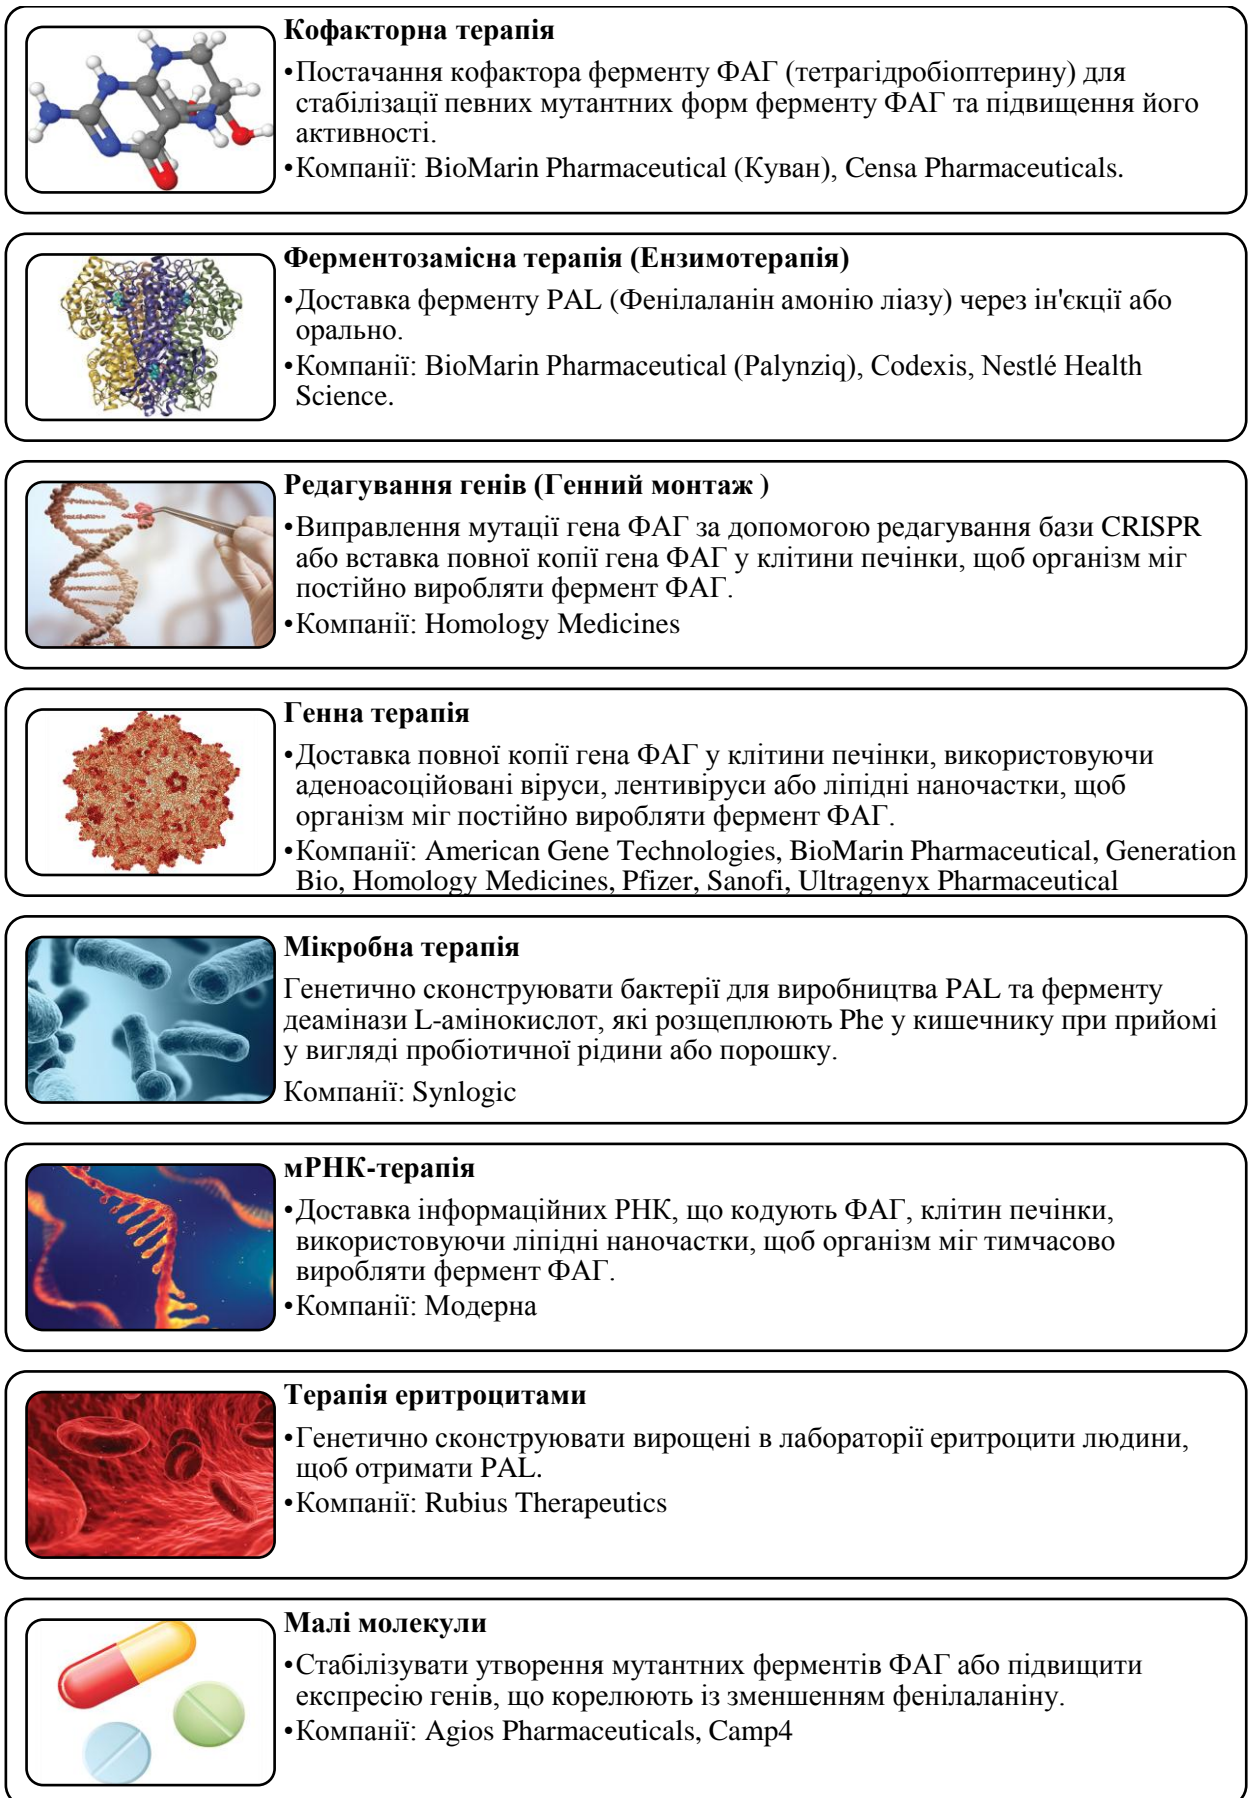 Кофакторна терапія
•Постачання кофактора ферменту ФАГ (тетрагідробіоптерину) для
стабілізації певних мутантних форм ферменту ФАГ та підвищення його
активності.
•Компанії: BioMarin Pharmaceutical (Куван), Censa Pharmaceuticals.
Ферментозамісна терапія (Ензимотерапія)
•Доставка ферменту PAL (Фенілаланін амонію ліазу) через ін'єкції або
орально.
•Компанії: BioMarin Pharmaceutical (Palynziq), Codexis, Nestlé Health
Science.
Редагування генів (Генний монтаж )
•Виправлення мутації гена ФАГ за допомогою редагування бази CRISPR
або вставка повної копії гена ФАГ у клітини печінки, щоб організм міг
постійно виробляти фермент ФАГ.
•Компанії: Homology Medicines
Генна терапія
•Доставка повної копії гена ФАГ у клітини печінки, використовуючи
аденоасоційовані віруси, лентивіруси або ліпідні наночастки, щоб
організм міг постійно виробляти фермент ФАГ.
•Компанії: American Gene Technologies, BioMarin Pharmaceutical, Generation
Bio, Homology Medicines, Pfizer, Sanofi, Ultragenyx Pharmaceutical
Мікробна терапія
Генетично сконструювати бактерії для виробництва PAL та ферменту
деамінази L-амінокислот, які розщеплюють Phe у кишечнику при прийомі
у вигляді пробіотичної рідини або порошку.
Компанії: Synlogic
мРНК-терапія
•Доставка інформаційних РНК, що кодують ФАГ, клітин печінки,
використовуючи ліпідні наночастки, щоб організм міг тимчасово
виробляти фермент ФАГ.
•Компанії: Модерна
Терапія еритроцитами
•Генетично сконструювати вирощені в лабораторії еритроцити людини,
щоб отримати PAL.
•Компанії: Rubius Therapeutics
Малі молекули
•Стабілізувати утворення мутантних ферментів ФАГ або підвищити
експресію генів, що корелюють із зменшенням фенілаланіну.
•Компанії: Agios Pharmaceuticals, Camp4